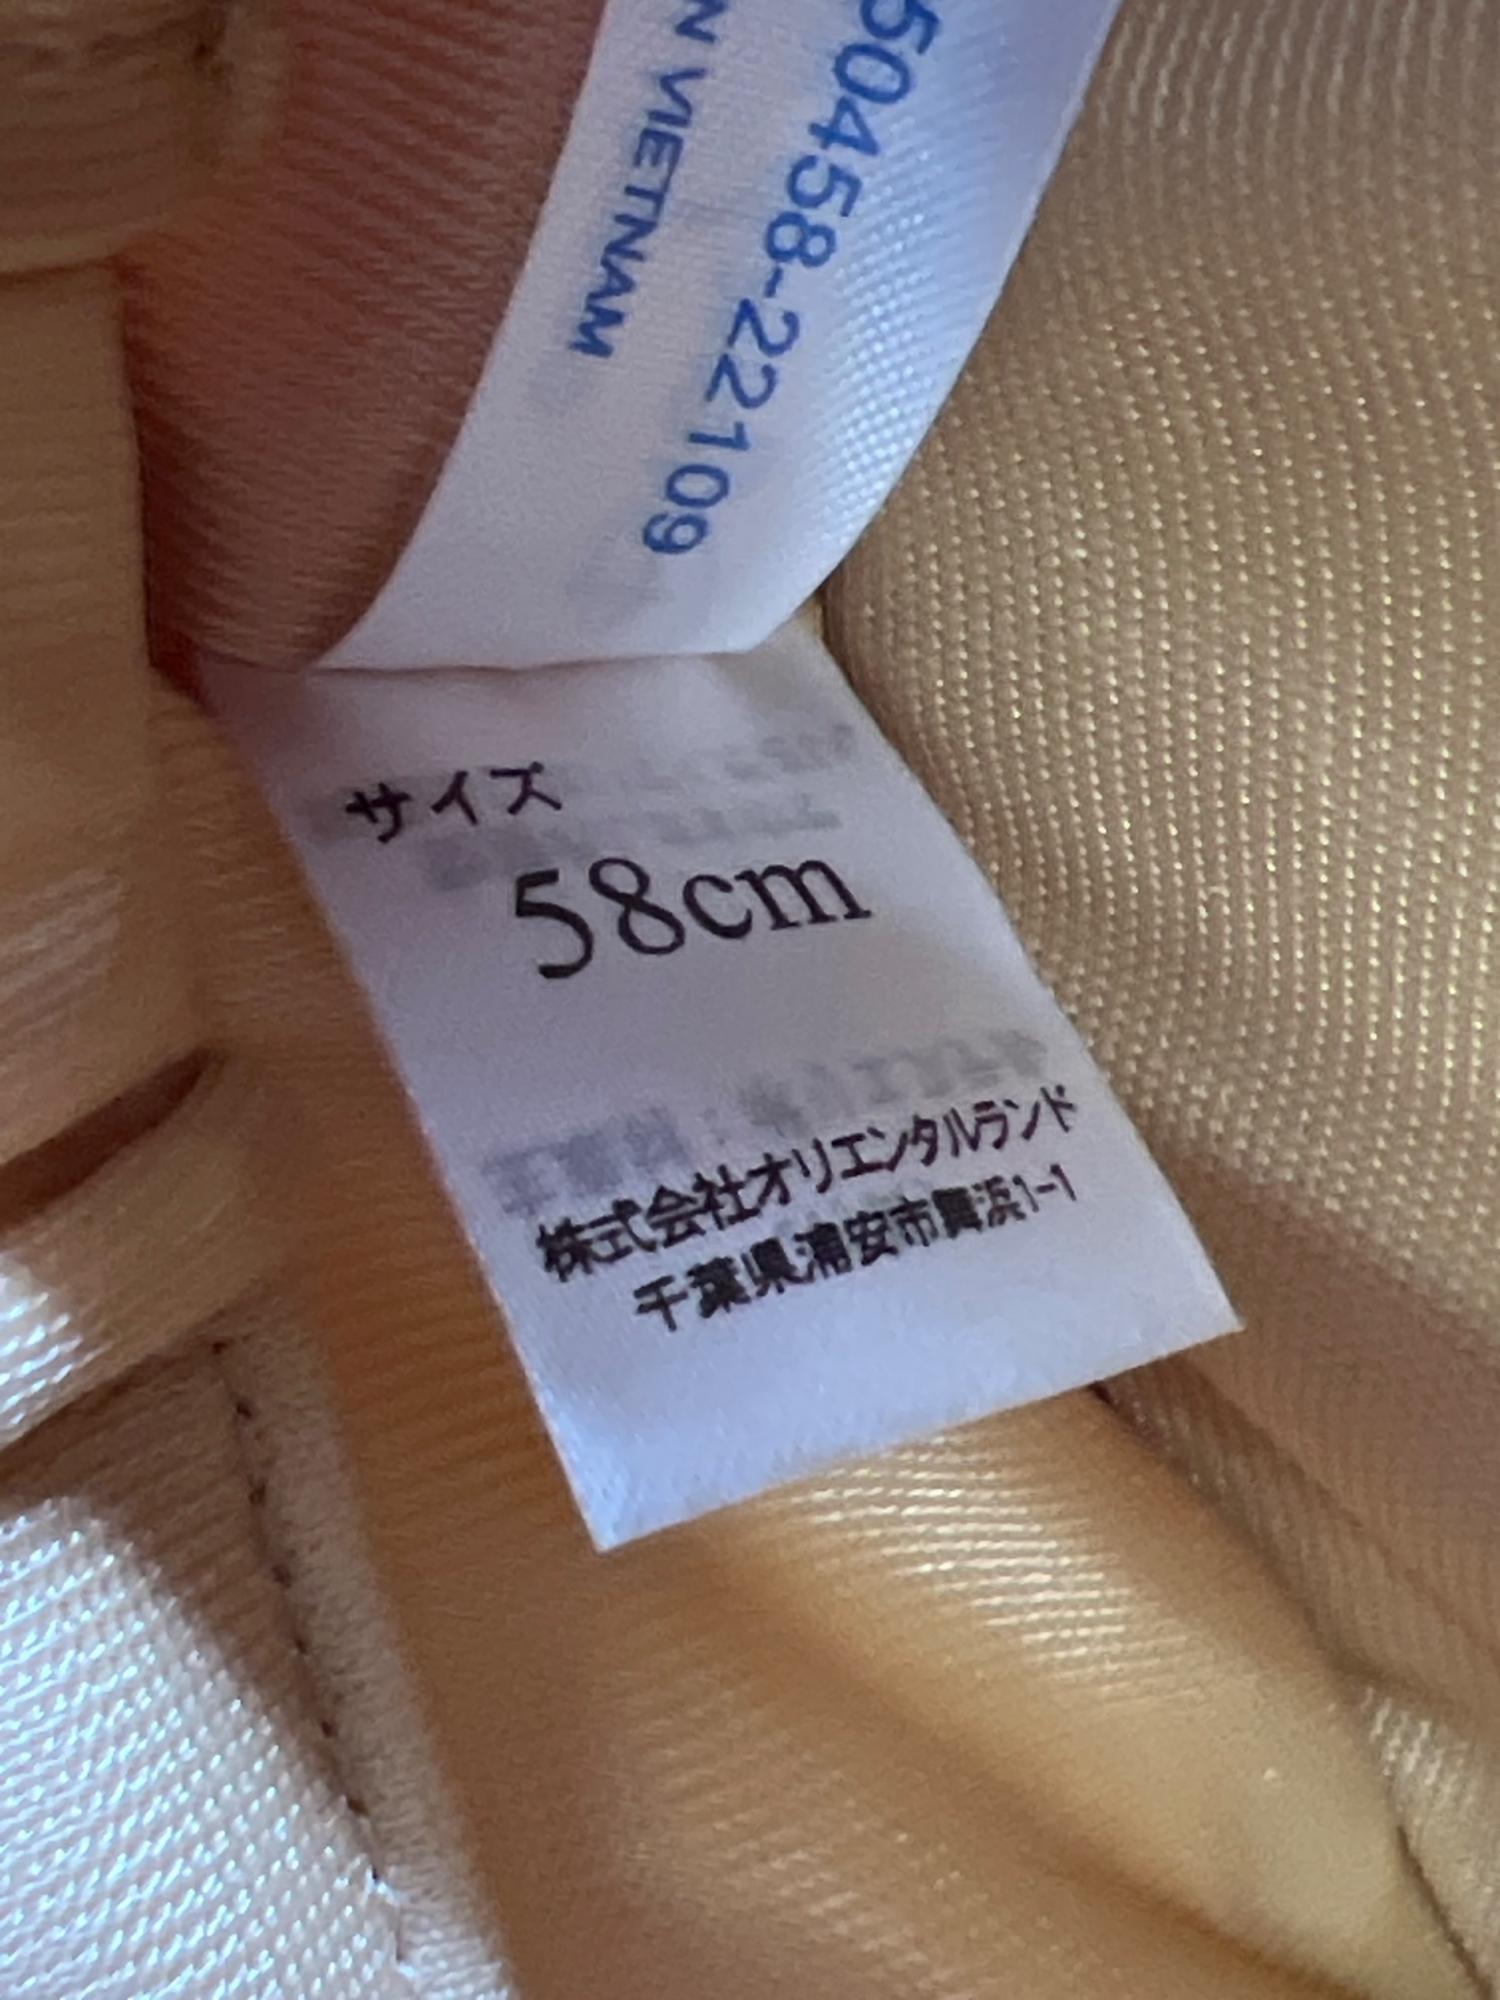 50458-22109
N VIETNAM
サイズ
58cm
株式会社オリエンタルランド
千葉県浦安市舞浜1-1